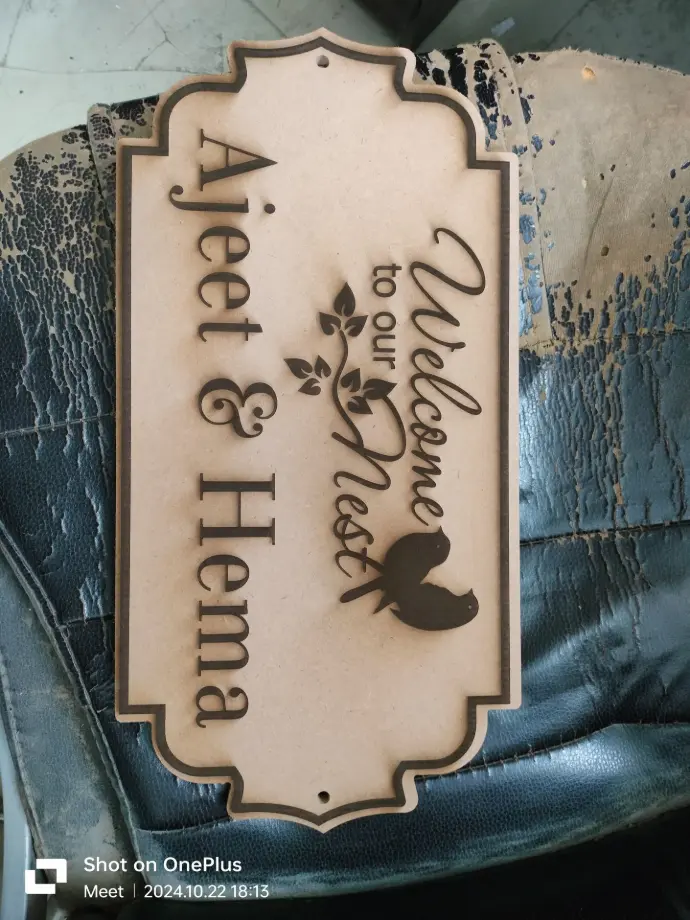 Welcome
to our
Nest
Ajeet & Hema
Shot on OnePlus
Meet | 2024.10.22 18:13